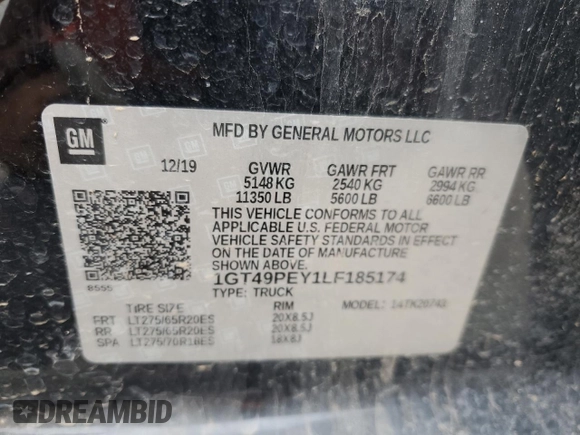 GM
MFD BY GENERAL MOTORS LLC
12/19 GVWR GAWR FRT GAWR RR
5148 KG 2540 KG 2994 KG
11350 LB 5600 LB 6600 LB
THIS VEHICLE CONFORMS TO ALL
APPLICABLE U.S. FEDERAL MOTOR
VEHICLE SAFETY STANDARDS IN EFFECT
ON THE DATE OF MANUFACTURE
SHOWN ABOVE.
1GT49PEY1LF185174
TYPE: TRUCK MODEL: 14TK20743
TIRE SIZE RIM
FRT LT275/65R20ES 20X8.5J
RR LT275/65R20ES 20X8.5J
SPA LT275/70R18ES 18X8J
DREAMBID